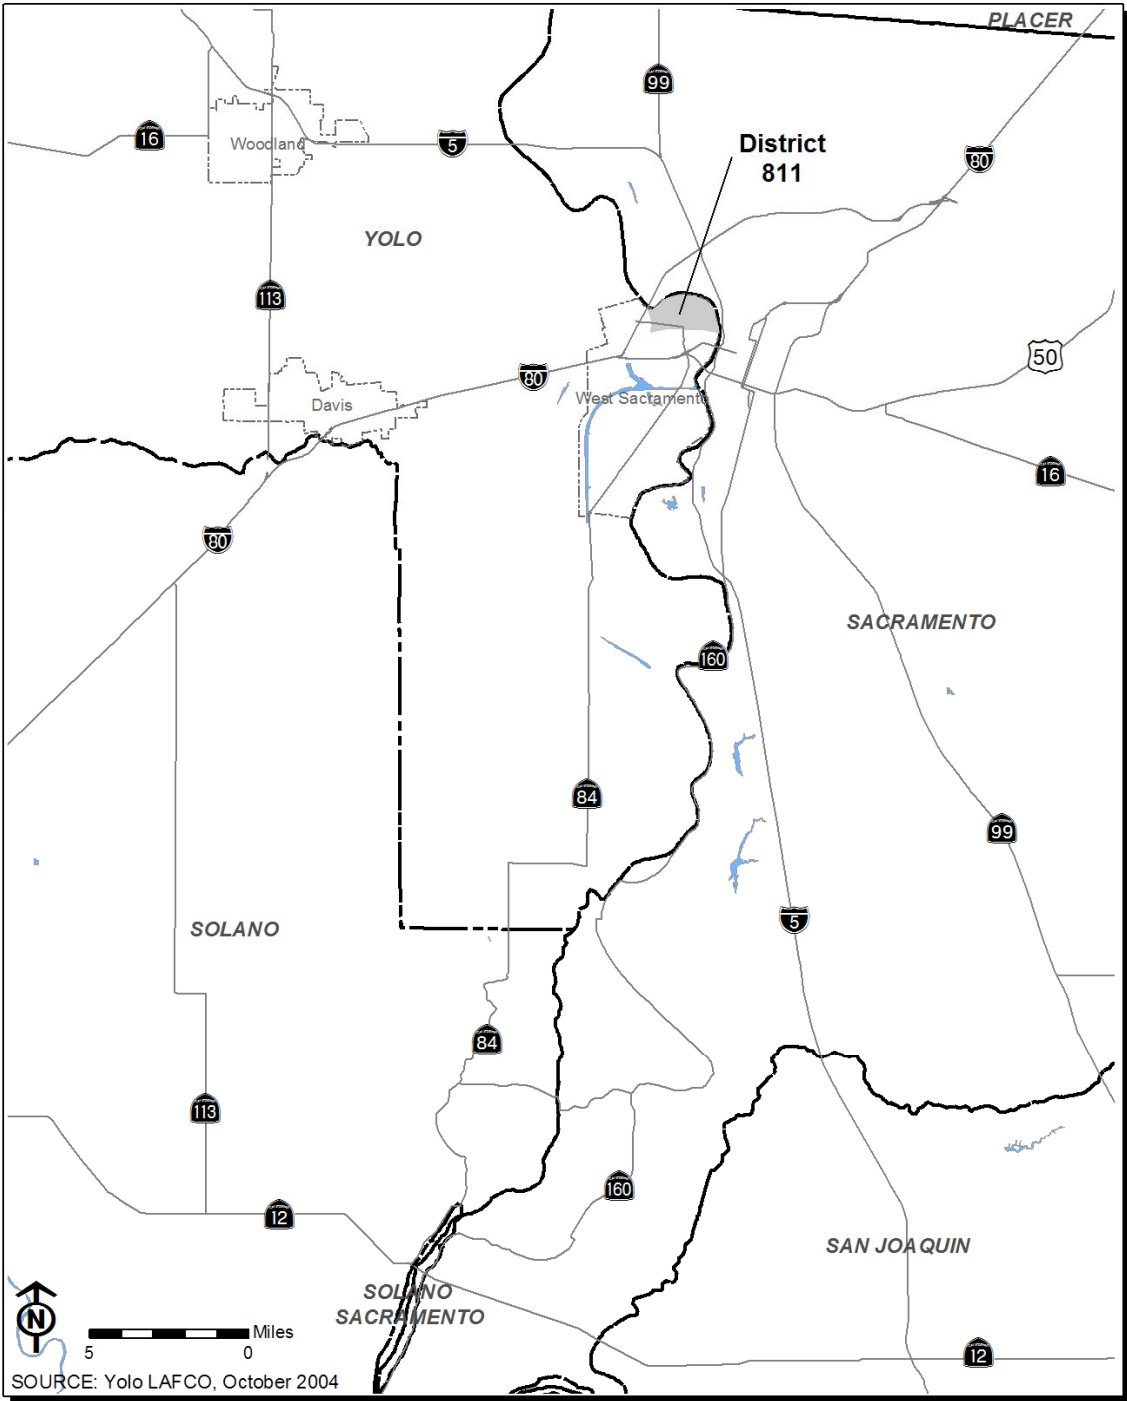 PLACER
99
16
Woodland
5
District
811
80
YOLO
113
50
80
Davis
West Sacramento
16
80
SACRAMENTO
160
84
99
5
SOLANO
84
113
160
12
SAN JOAQUIN
SOLANO
SACRAMENTO
N
Miles
5 0
12
SOURCE: Yolo LAFCO, October 2004